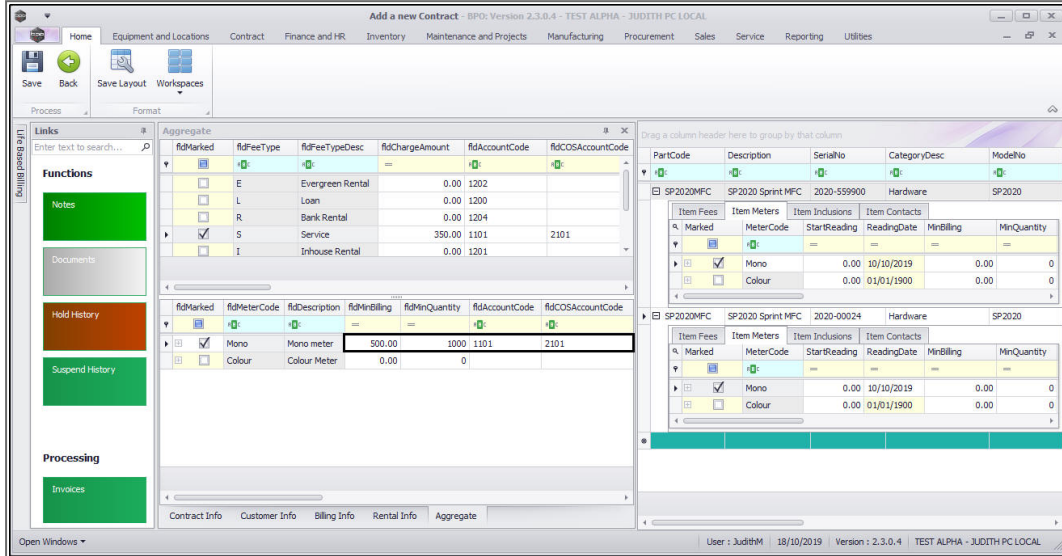 Add a new Contract - BPO: Version 2.3.0.4 - TEST ALPHA - JUDITH PC LOCAL
Home Equipment and Locations Contract Finance and HR Inventory Maintenance and Projects Manufacturing Procurement Sales Service Reporting Utilities
Save Back Save Layout Workspaces
Process Format
Life Based Billing
Links
Enter text to search...
Functions
Notes
Documents
Hold History
Suspend History
Processing
Invoices
Aggregate
fldMarked fldFeeType fldFeeTypeDesc fldChargeAmount fldAccountCode fldCOSAccountCode
E Evergreen Rental 0.00 1202
L Loan 0.00 1200
R Bank Rental 0.00 1204
S Service 350.00 1101 2101
I Inhouse Rental 0.00 1201
fldMarked fldMeterCode fldDescription fldMinBilling fldMinQuantity fldAccountCode fldCOSAccountCode
Mono Mono meter 500.00 1000 1101 2101
Colour Colour Meter 0.00 0
Contract Info Customer Info Billing Info Rental Info Aggregate
Drag a column header here to group by that column
PartCode Description SerialNo CategoryDesc ModelNo
SP2020MFC SP2020 Sprint MFC 2020-559900 Hardware SP2020
Item Fees Item Meters Item Inclusions Item Contacts
Marked MeterCode StartReading ReadingDate MinBilling MinQuantity
Mono 0.00 10/10/2019 0.00 0
Colour 0.00 01/01/1900 0.00 0
SP2020MFC SP2020 Sprint MFC 2020-00024 Hardware SP2020
Item Fees Item Meters Item Inclusions Item Contacts
Marked MeterCode StartReading ReadingDate MinBilling MinQuantity
Mono 0.00 10/10/2019 0.00 0
Colour 0.00 01/01/1900 0.00 0
Open Windows User : JudithM 18/10/2019 Version : 2.3.0.4 TEST ALPHA - JUDITH PC LOCAL